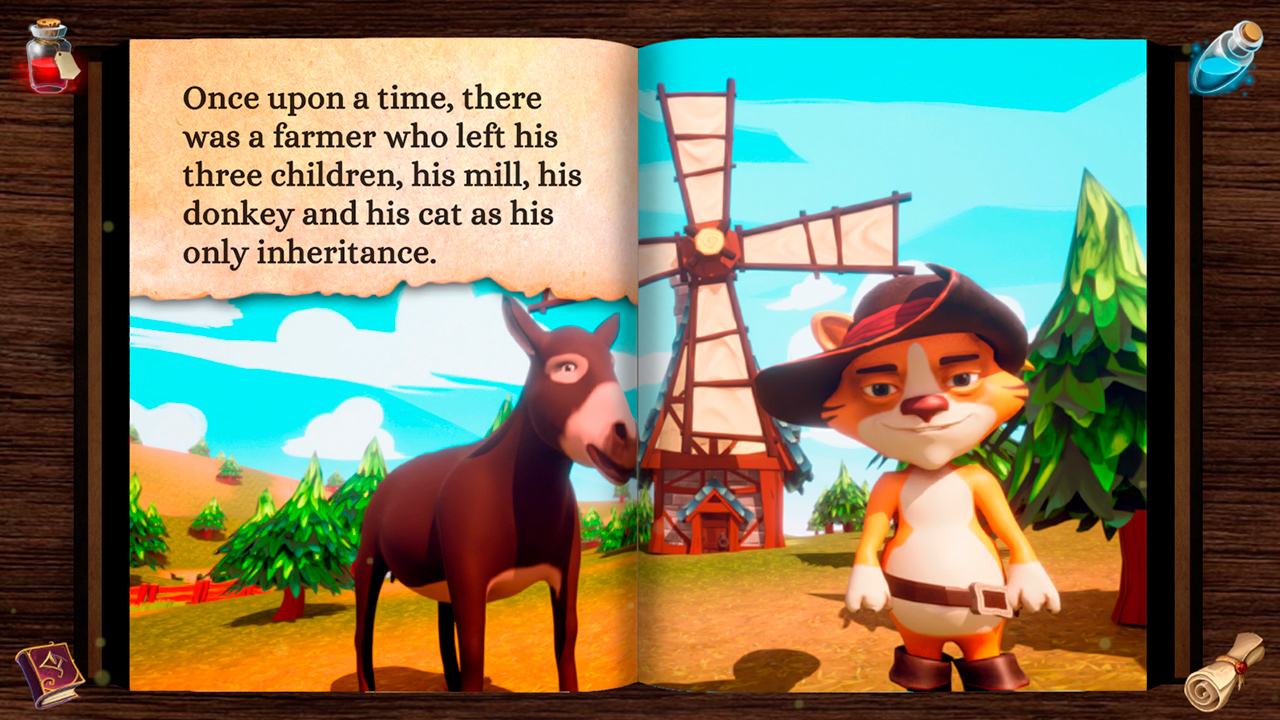 Once upon a time, there
was a farmer who left his
three children, his mill, his
donkey and his cat as his
only inheritance.